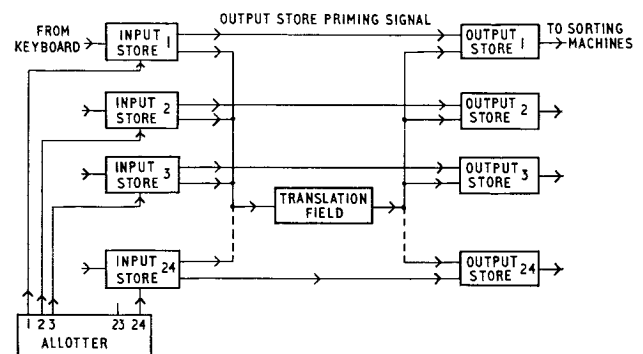 OUTPUT STORE PRIMING SIGNAL
FROM
KEYBOARD
INPUT
STORE 1
OUTPUT
STORE 1
TO SORTING
MACHINES
INPUT
STORE 2
OUTPUT
STORE 2
INPUT
STORE 3
OUTPUT
STORE 3
TRANSLATION
FIELD
INPUT
STORE 24
OUTPUT
STORE 24
1 2 3 23 24
ALLOTTER